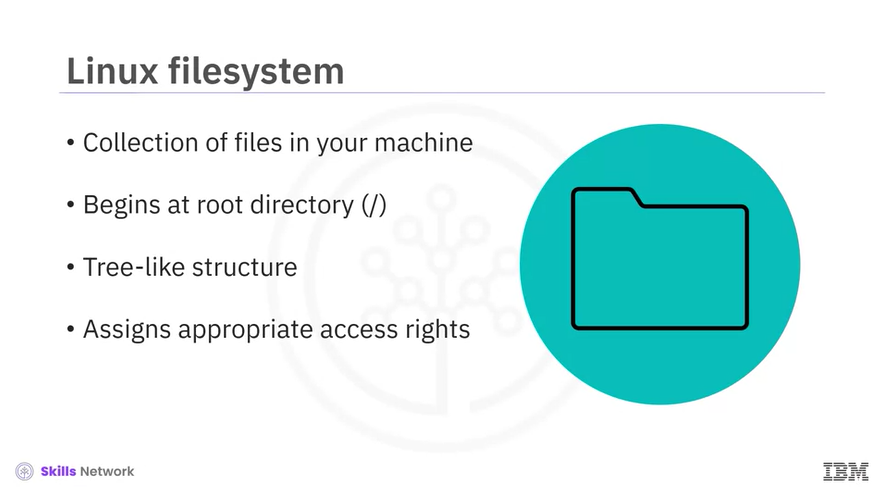 Linux filesystem
• Collection of files in your machine
• Begins at root directory (/)
• Tree-like structure
• Assigns appropriate access rights
Skills Network
IBM